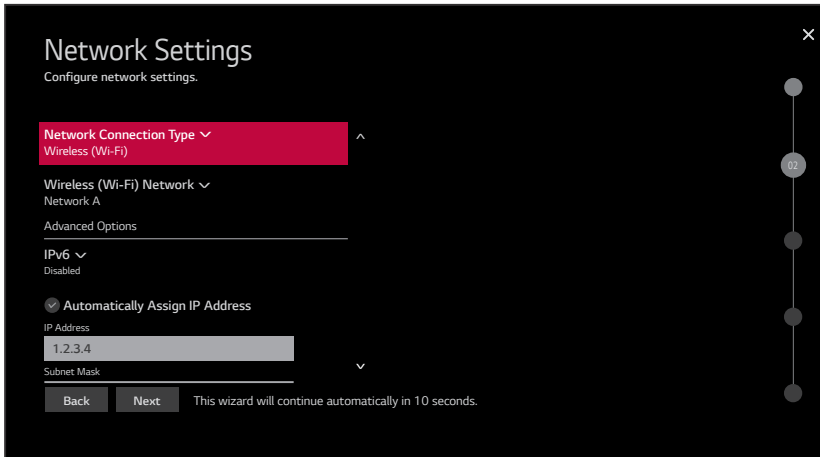 Network Settings
Configure network settings.
Network Connection Type
Wireless (Wi-Fi)
Wireless (Wi-Fi) Network
Network A
Advanced Options
IPv6
Disabled
Automatically Assign IP Address
IP Address
1.2.3.4
Subnet Mask
Back Next This wizard will continue automatically in 10 seconds.
02